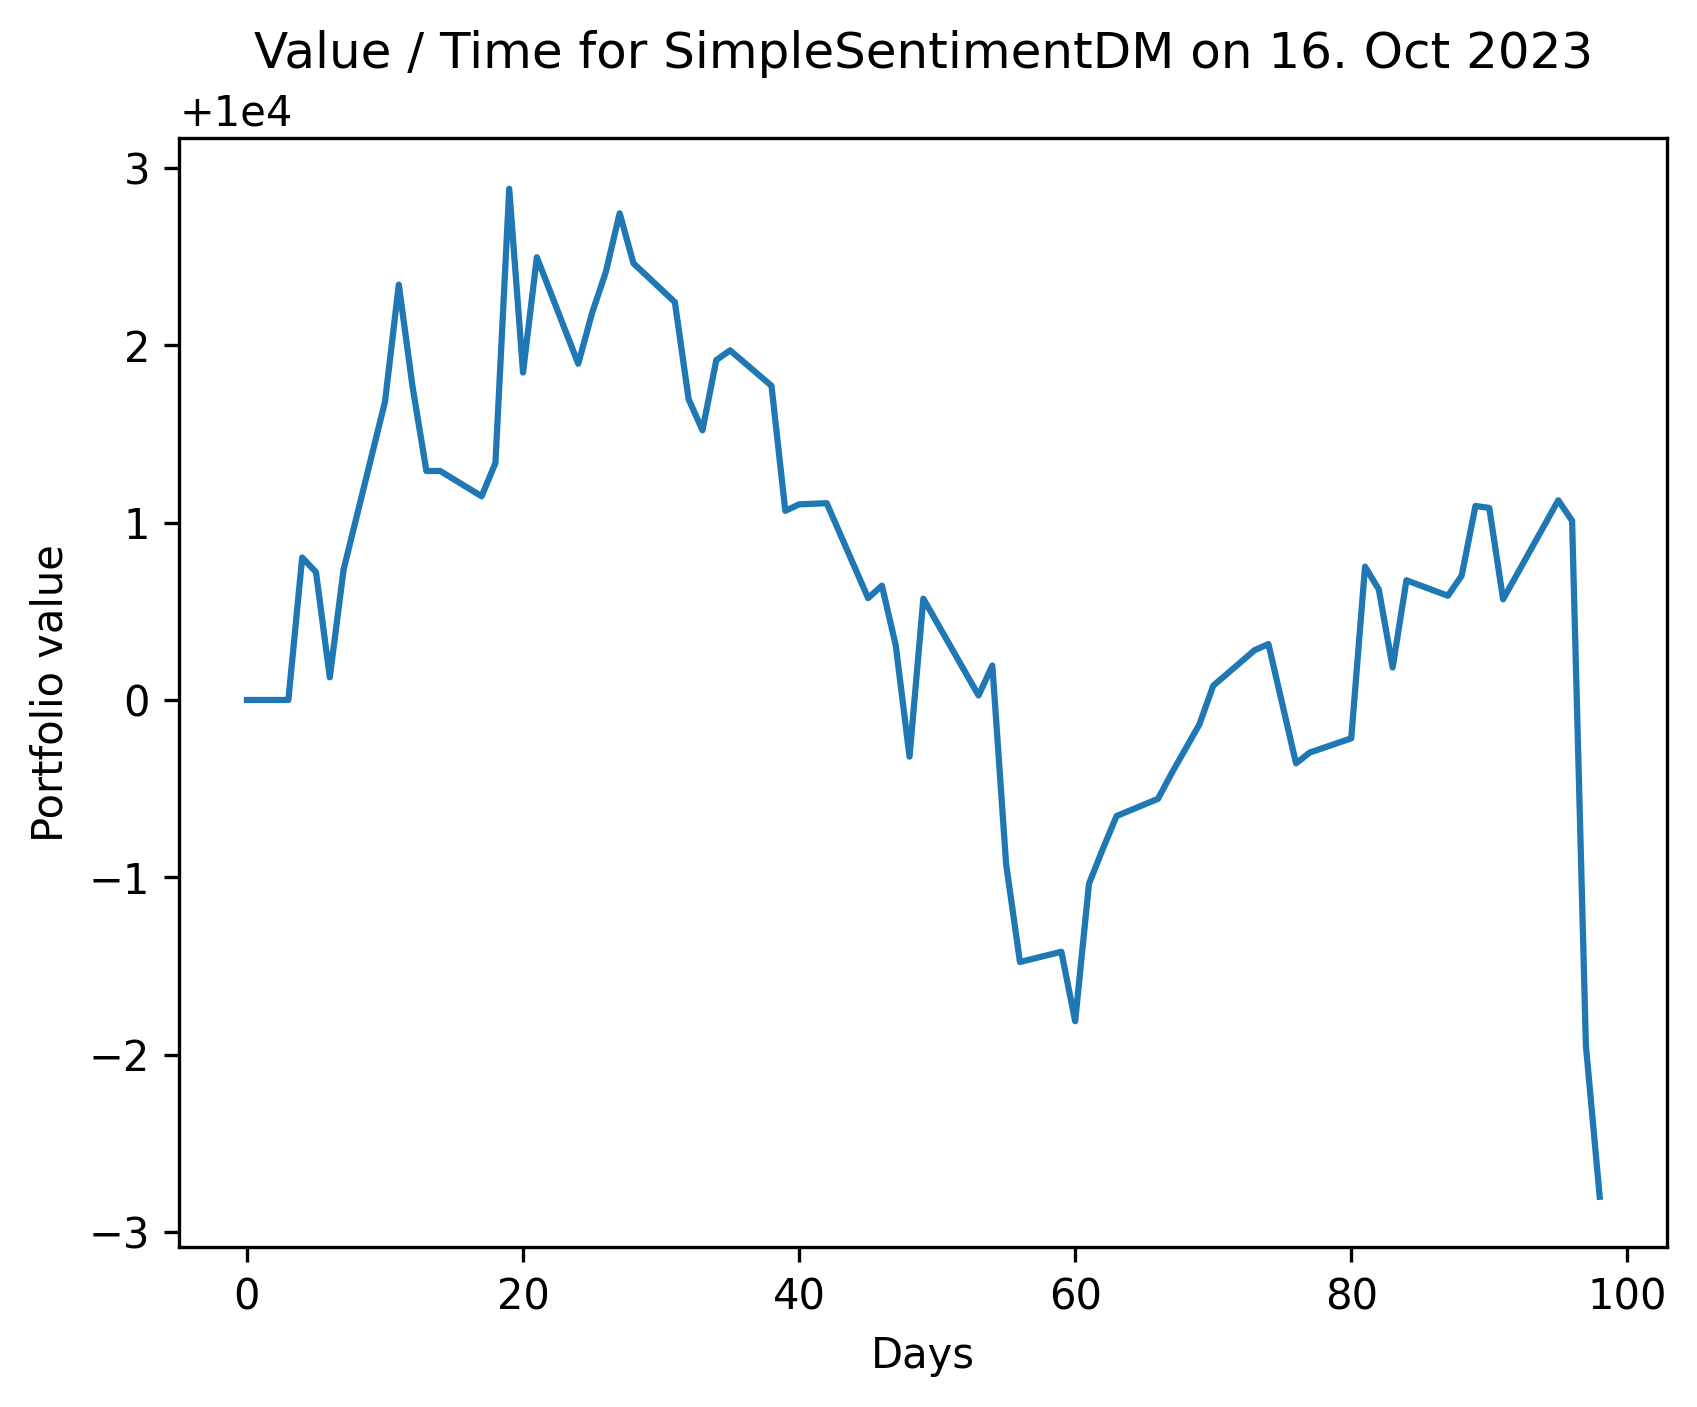 Value / Time for SimpleSentimentDM on 16. Oct 2023
+1e4
3
2
1
0
−1
−2
−3
Portfolio value
0 20 40 60 80 100
Days